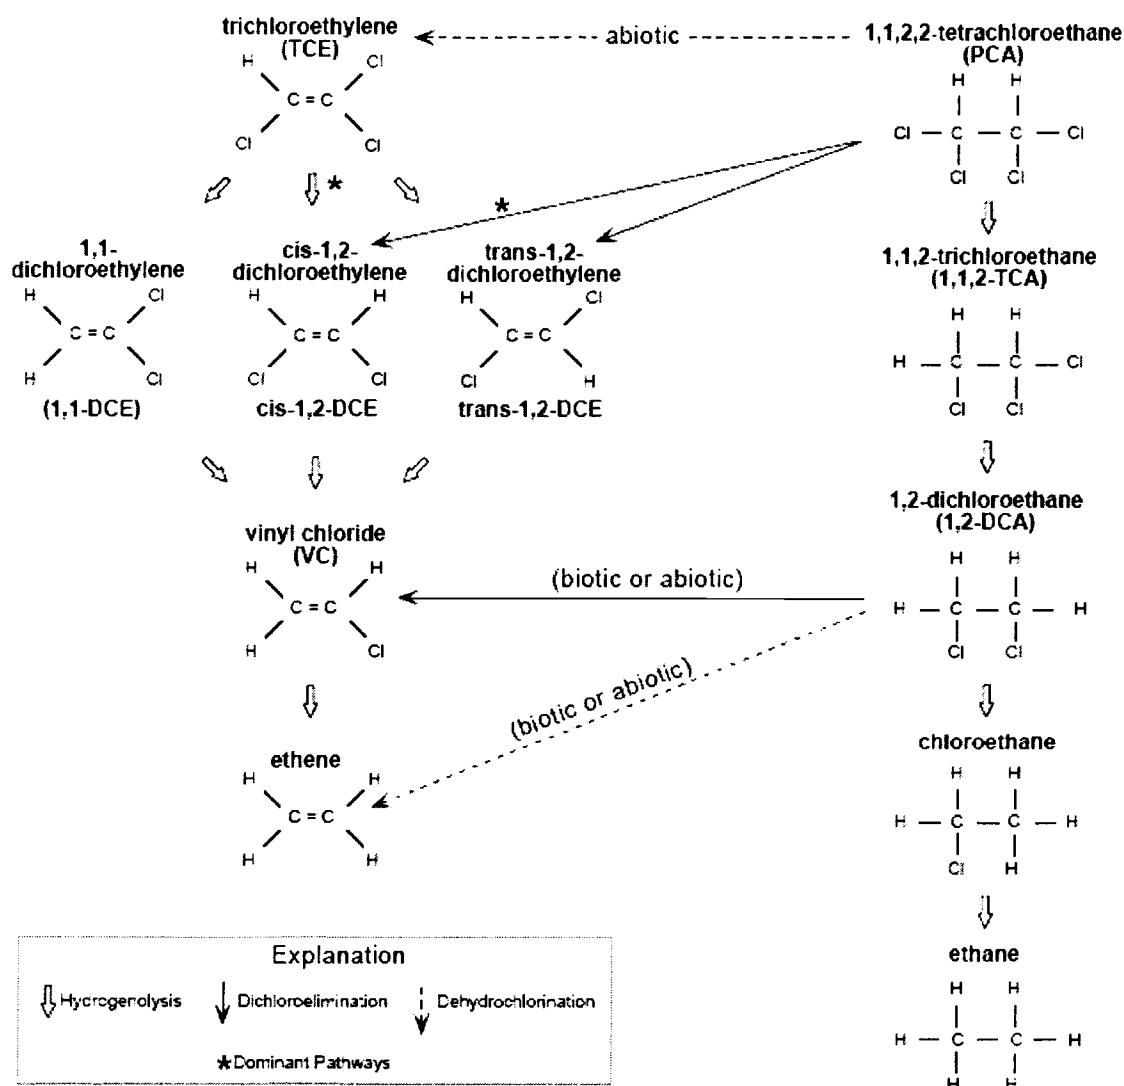 trichloroethylene
(TCE)
H Cl
C = C
Cl Cl
abiotic
1,1,2,2-tetrachloroethane
(PCA)
H H
Cl C C Cl
Cl Cl
*
*
1,1-
dichloroethylene
H Cl
C = C
H Cl
(1,1-DCE)
cis-1,2-
dichloroethylene
H H
C = C
Cl Cl
cis-1,2-DCE
trans-1,2-
dichloroethylene
H Cl
C = C
Cl H
trans-1,2-DCE
1,1,2-trichloroethane
(1,1,2-TCA)
H H
H C C Cl
Cl Cl
vinyl chloride
(VC)
H H
C = C
H Cl
(biotic or abiotic)
1,2-dichloroethane
(1,2-DCA)
H H
H C C H
Cl Cl
(biotic or abiotic)
ethene
H H
C = C
H H
chloroethane
H H
H C C H
Cl H
ethane
H H
H C C H
H H
Explanation
Hydrogenolysis
Dichloroelimination
Dehydrochlorination
*Dominant Pathways